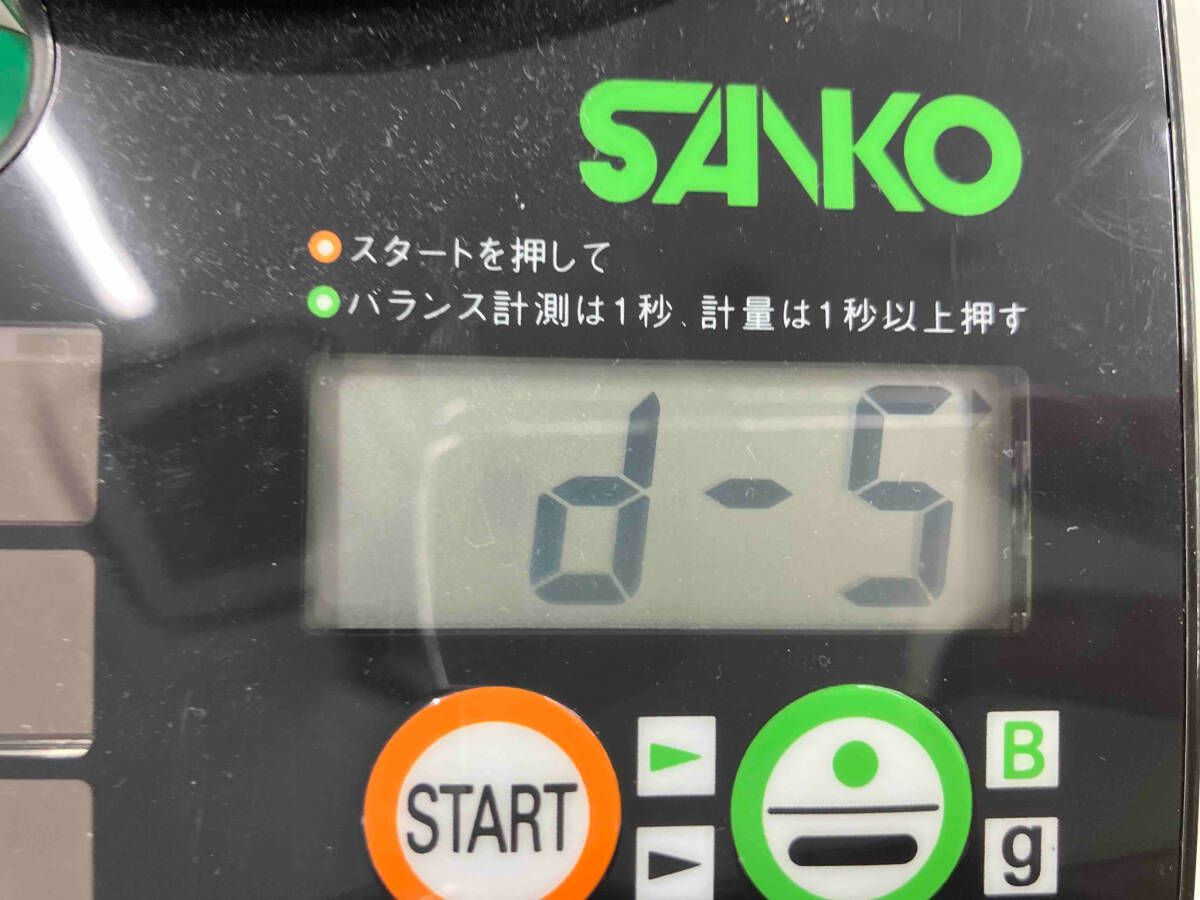 SANKO
スタートを押して
バランス計測は1秒、計量は1秒以上押す
d-5
START
B
g